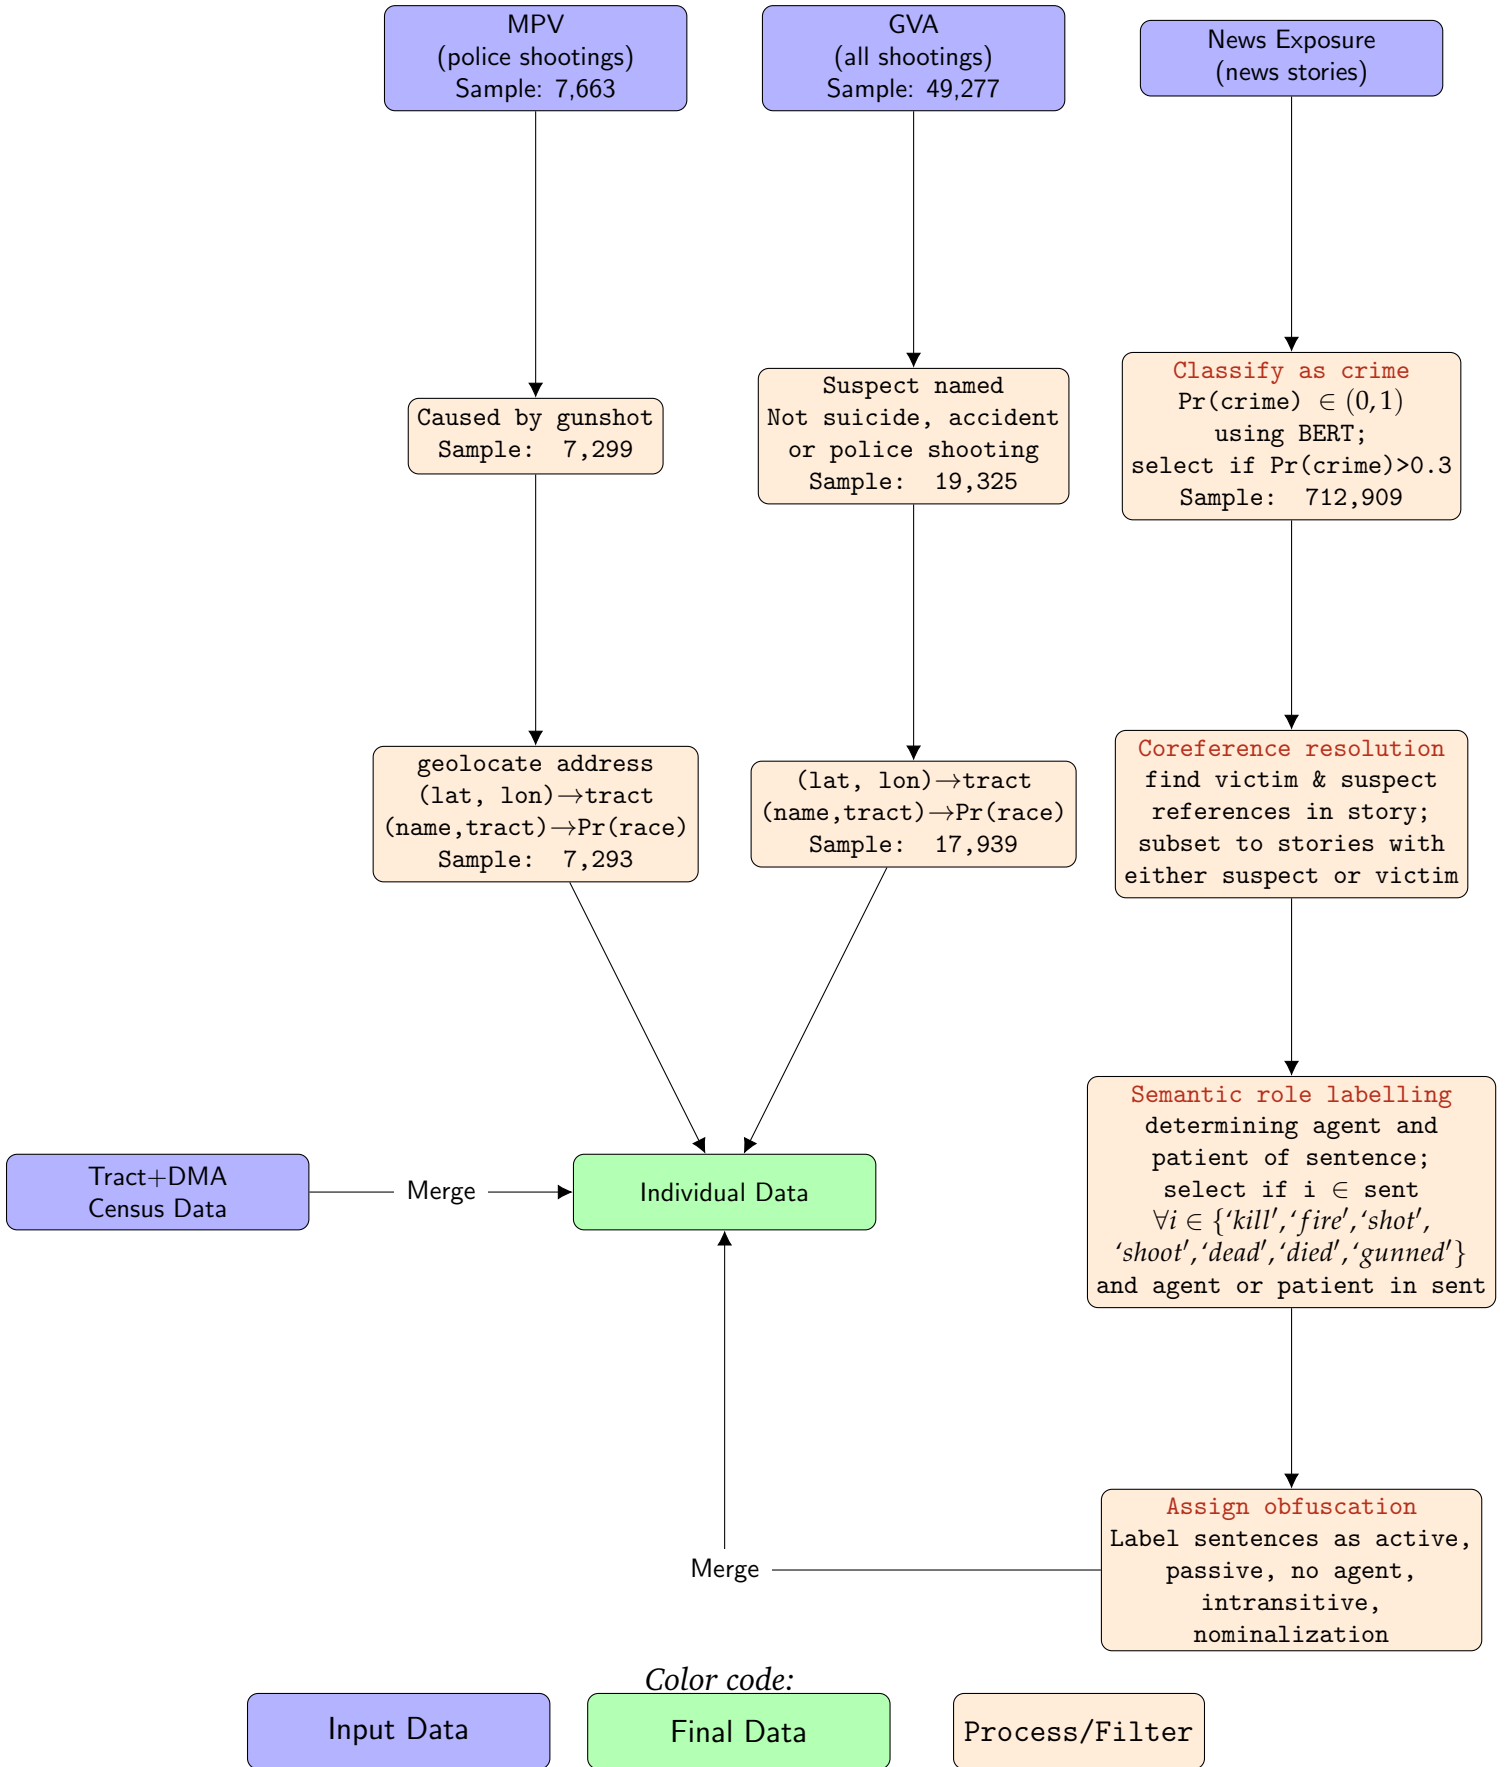 MPV
(police shootings)
Sample: 7,663
GVA
(all shootings)
Sample: 49,277
News Exposure
(news stories)
Caused by gunshot
Sample: 7,299
Suspect named
Not suicide, accident
or police shooting
Sample: 19,325
Classify as crime
Pr(crime) ∈ (0, 1)
using BERT;
select if Pr(crime)>0.3
Sample: 712,909
geolocate address
(lat, lon)→tract
(name,tract)→Pr(race)
Sample: 7,293
(lat, lon)→tract
(name,tract)→Pr(race)
Sample: 17,939
Coreference resolution
find victim & suspect
references in story;
subset to stories with
either suspect or victim
Tract+DMA
Census Data
Merge
Individual Data
Semantic role labelling
determining agent and
patient of sentence;
select if i ∈ sent
∀i ∈ {‘kill′, ‘fire′, ‘shot′,
‘shoot′, ‘dead′, ‘died′, ‘gunned′}
and agent or patient in sent
Merge
Assign obfuscation
Label sentences as active,
passive, no agent,
intransitive,
nominalization
Color code:
Input Data
Final Data
Process/Filter